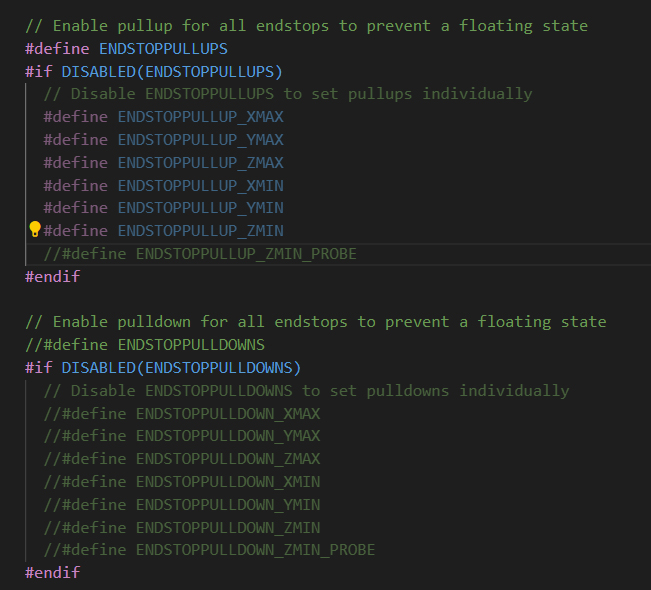 // Enable pullup for all endstops to prevent a floating state
#define ENDSTOPPULLUPS
#if DISABLED(ENDSTOPPULLUPS)
  // Disable ENDSTOPPULLUPS to set pullups individually
  #define ENDSTOPPULLUP_XMAX
  #define ENDSTOPPULLUP_YMAX
  #define ENDSTOPPULLUP_ZMAX
  #define ENDSTOPPULLUP_XMIN
  #define ENDSTOPPULLUP_YMIN
  #define ENDSTOPPULLUP_ZMIN
  //#define ENDSTOPPULLUP_ZMIN_PROBE
#endif

// Enable pulldown for all endstops to prevent a floating state
//#define ENDSTOPPULLDOWNS
#if DISABLED(ENDSTOPPULLDOWNS)
  // Disable ENDSTOPPULLDOWNS to set pulldowns individually
  //#define ENDSTOPPULLDOWN_XMAX
  //#define ENDSTOPPULLDOWN_YMAX
  //#define ENDSTOPPULLDOWN_ZMAX
  //#define ENDSTOPPULLDOWN_XMIN
  //#define ENDSTOPPULLDOWN_YMIN
  //#define ENDSTOPPULLDOWN_ZMIN
  //#define ENDSTOPPULLDOWN_ZMIN_PROBE
#endif